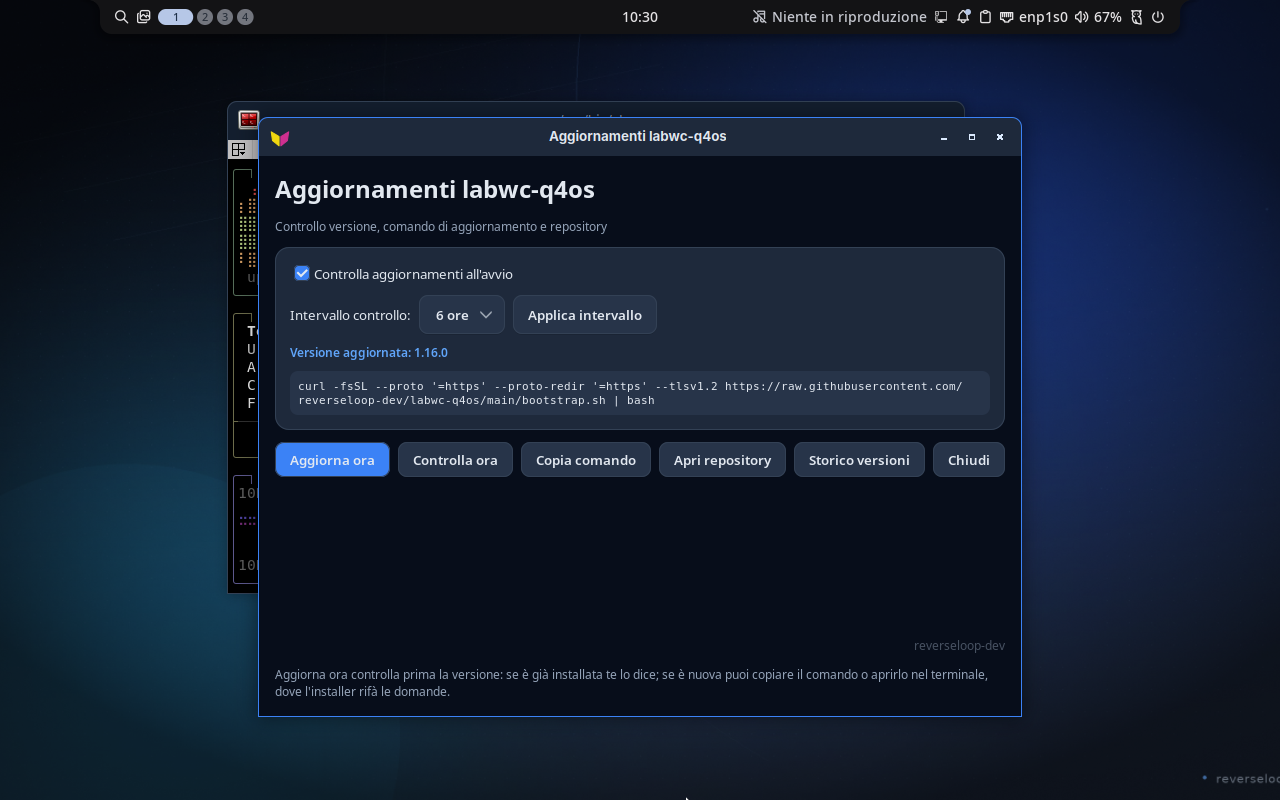 1 2 3 4
10:30
Niente in riproduzione
enp1s0
67%
Aggiornamenti labwc-q4os
Aggiornamenti labwc-q4os
Controllo versione, comando di aggiornamento e repository
Controlla aggiornamenti all'avvio
Intervallo controllo: 6 ore Applica intervallo
Versione aggiornata: 1.16.0
curl -fsSL --proto '=https' --proto-redir '=https' --tlsv1.2 https://raw.githubusercontent.com/
reverseloop-dev/labwc-q4os/main/bootstrap.sh | bash
Aggiorna ora Controlla ora Copia comando Apri repository Storico versioni Chiudi
U
A
C
F
reverseloop-dev
Aggiorna ora controlla prima la versione: se è già installata te lo dice; se è nuova puoi copiare il comando o aprirlo nel terminale,
dove l'installer rifà le domande.